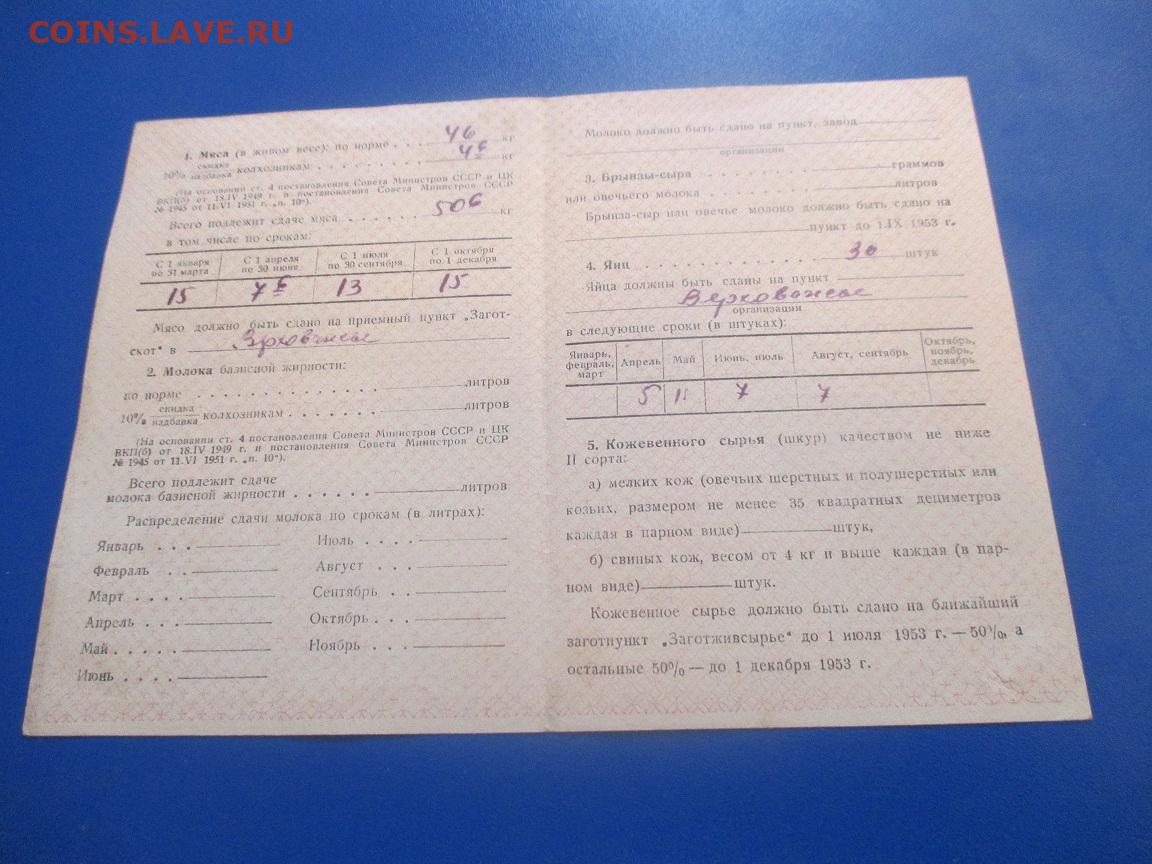 COINS.LAVE.RU
1. Мяса (в живом весе): по норме . . . 46 кг
10% скидка надбавка колхозникам . . . . . . . . кг
(На основании ст. 4 постановления Совета Министров СССР и ЦК
ВКП(б) от 18.IV 1949 г. и постановления Совета Министров СССР
№ 1945 от 11.VI 1951 г. „п. 10“).
Всего подлежит сдаче мяса . . . . . . . кг
в том числе по срокам:
С 1 января по 31 марта
С 1 апреля по 30 июня
С 1 июля по 30 сентября
С 1 октября по 1 декабря
15 13 15
Мясо должно быть сдано на приемный пункт „Загот-
скот“ в
2. Молока базисной жирности:
по норме . . . . . . . . . . . . литров
10% скидка надбавка колхозникам . . . . . . . литров
(На основании ст. 4 постановления Совета Министров СССР и ЦК
ВКП(б) от 18.IV 1949 г. и постановления Совета Министров СССР
№ 1945 от 11.VI 1951 г. „п. 10“).
Всего подлежит сдаче
молока базисной жирности . . . . . . литров
Распределение сдачи молока по срокам (в литрах):
Январь . . . Июль . . . .
Февраль . . Август . . .
Март . . . . Сентябрь . .
Апрель . . . Октябрь . . .
Май . . . . . Ноябрь . . .
Июнь . . . .
Молоко должно быть сдано на пункт, завод
организации
3. Брынзы-сыра . . . . . . . . . граммов
или овечьего молока . . . . . . . . . литров
Брынза-сыр или овечье молоко должно быть сдано на
пункт до 1.IX 1953 г.
4. Яиц . . . . . . . . . . . . 30 штук
Яйца должны быть сданы на пункт
Верховажье
организации
в следующие сроки (в штуках):
Январь, февраль, март
Апрель
Май
Июнь, июль
Август, сентябрь
Октябрь, ноябрь, декабрь
5 11 7 7
5. Кожевенного сырья (шкур) качеством не ниже
II сорта:
а) мелких кож (овечьих шерстных и полушерстных или
козьих, размером не менее 35 квадратных дециметров
каждая в парном виде) штук,
б) свиных кож, весом от 4 кг и выше каждая (в пар-
ном виде) штук.
Кожевенное сырье должно быть сдано на ближайший
заготпункт „Заготживсырье“ до 1 июля 1953 г. — 50%, а
остальные 50% — до 1 декабря 1953 г.